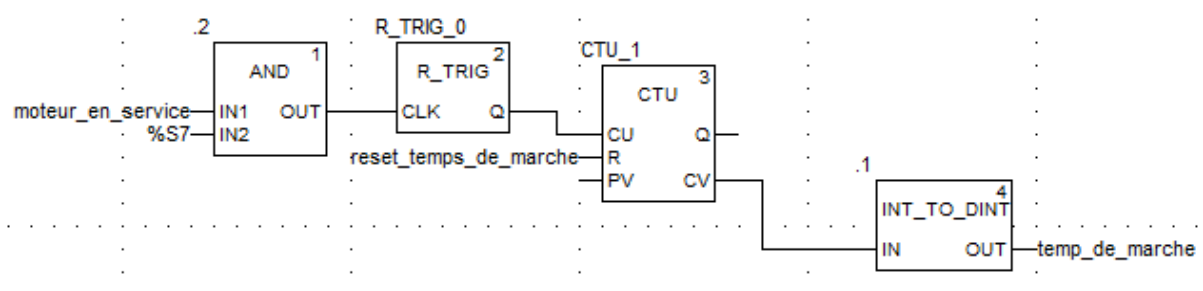 .2
R_TRIG_0
CTU_1
1
AND
2
R_TRIG
3
CTU
moteur_en_service IN1 OUT CLK Q
%S7 IN2
CU Q
reset_temps_de_marche R
PV CV
.1
4
INT_TO_DINT
IN OUT temp_de_marche